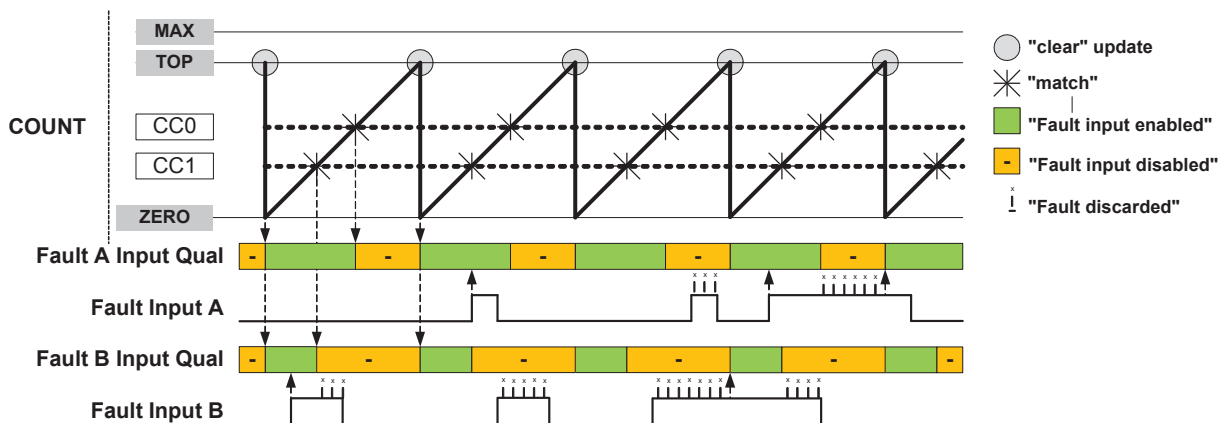 MAX
"clear" update
TOP
"match"
COUNT
CC0
"Fault input enabled"
CC1
- "Fault input disabled"
x
"Fault discarded"
ZERO
Fault A Input Qual - - - - -
x x x x x x x x x
Fault Input A
Fault B Input Qual - - - - - -
x x x x x x x x x x x x x x x x x x x
Fault Input B